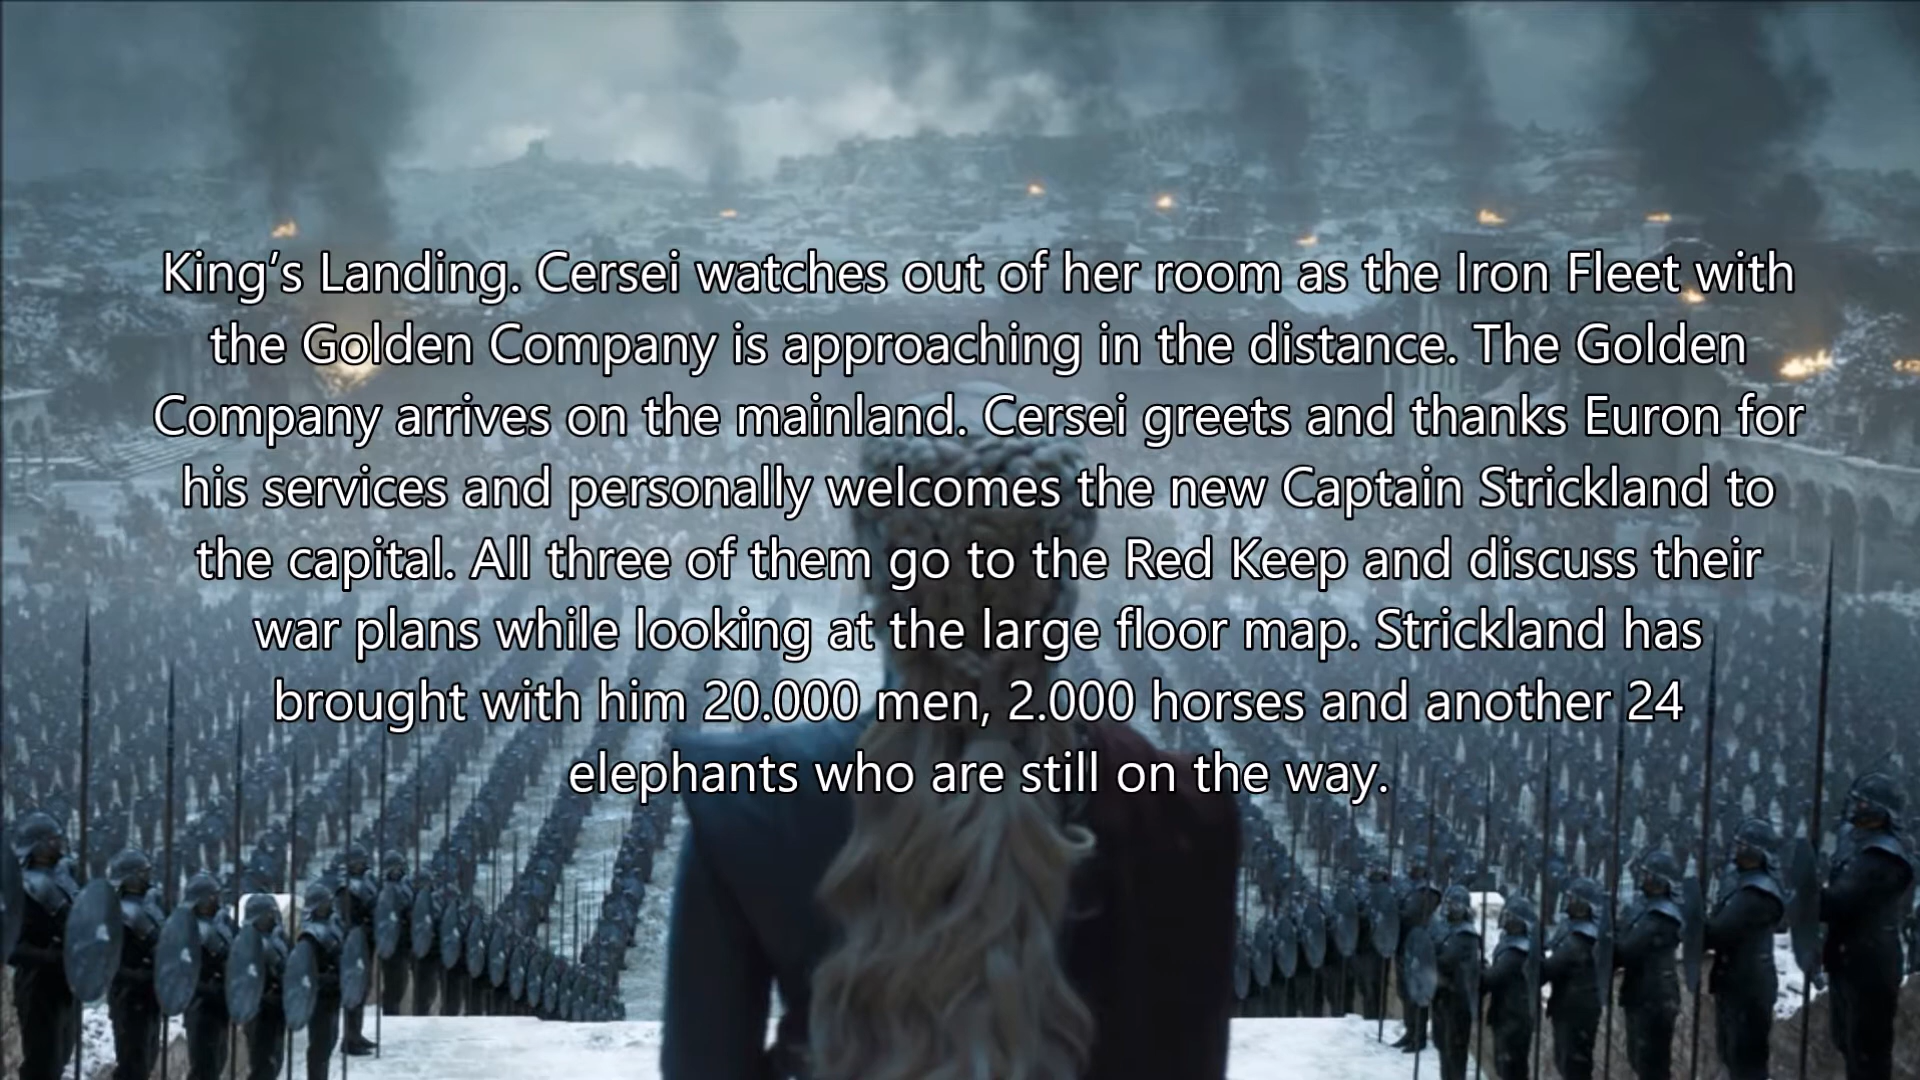 King’s Landing. Cersei watches out of her room as the Iron Fleet with
the Golden Company is approaching in the distance. The Golden
Company arrives on the mainland. Cersei greets and thanks Euron for
his services and personally welcomes the new Captain Strickland to
the capital. All three of them go to the Red Keep and discuss their
war plans while looking at the large floor map. Strickland has
brought with him 20.000 men, 2.000 horses and another 24
elephants who are still on the way.